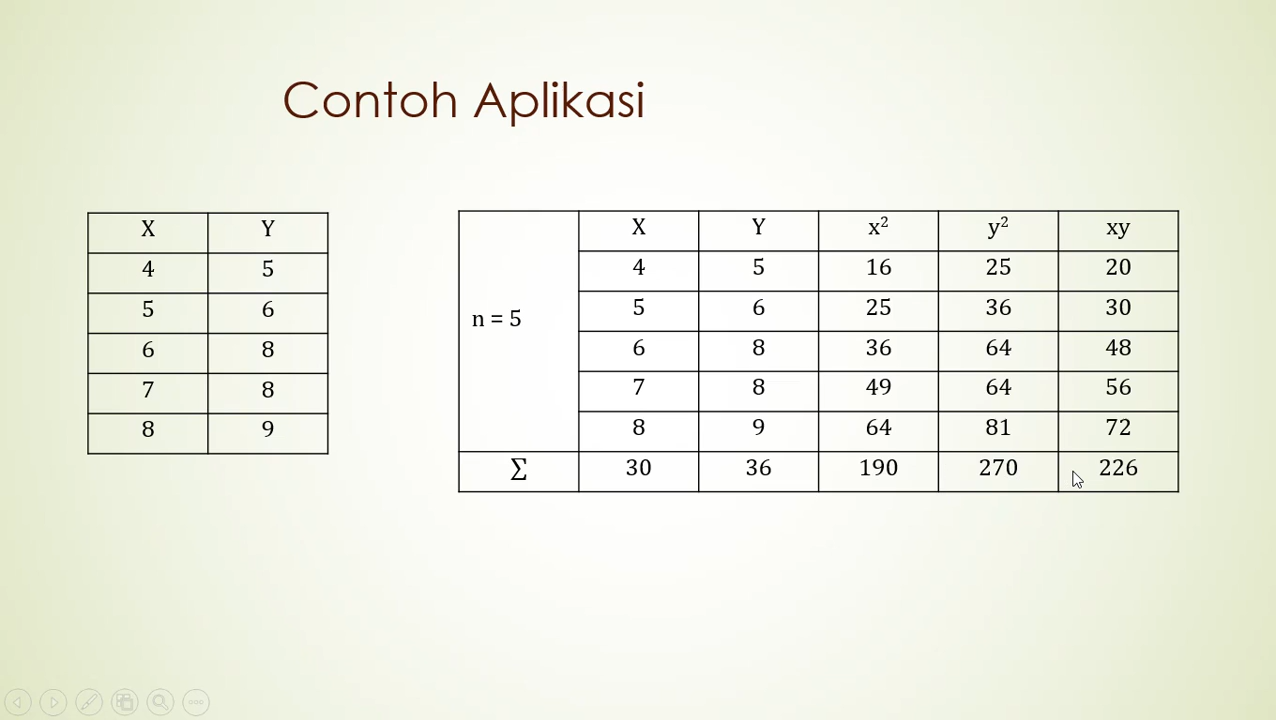 Contoh Aplikasi
X Y
4 5
5 6
6 8
7 8
8 9
n = 5
X Y x² y² xy
4 5 16 25 20
5 6 25 36 30
6 8 36 64 48
7 8 49 64 56
8 9 64 81 72
∑ 30 36 190 270 226